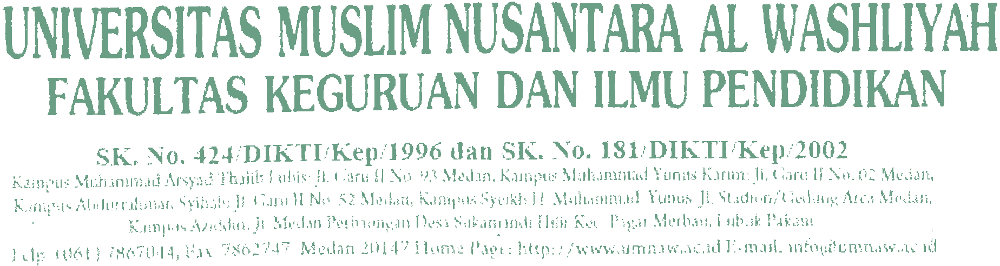 UNIVERSITAS MUSLIM NUSANTARA AL WASHLIYAH
FAKULTAS KEGURUAN DAN ILMU PENDIDIKAN
SK. No. 424/DIKTI/Kep/1996 dan SK. No. 181/DIKTI/Kep/2002
Kampus Muhammad Arsyad Thalib Lubis: Jl. Garu II No. 93 Medan, Kampus Muhammad Yunus Karim: Jl. Garu II No. 02 Medan,
Kampus Abdurrahman Syihab: Jl. Garu II No. 52 Medan, Kampus Syeikh H. Muhammad Yunus, Jl. Stadion/Gedung Arca Medan,
Kampus Aziddin, Jl. Medan Perbaungan Desa Sukamandi Hilir Kec. Pagar Merbau, Lubuk Pakam
Telp. (061) 7867044, Fax. 7862747 Medan 20147 Home Page: http://www.umnaw.ac.id E-mail. info@umnaw.ac.id